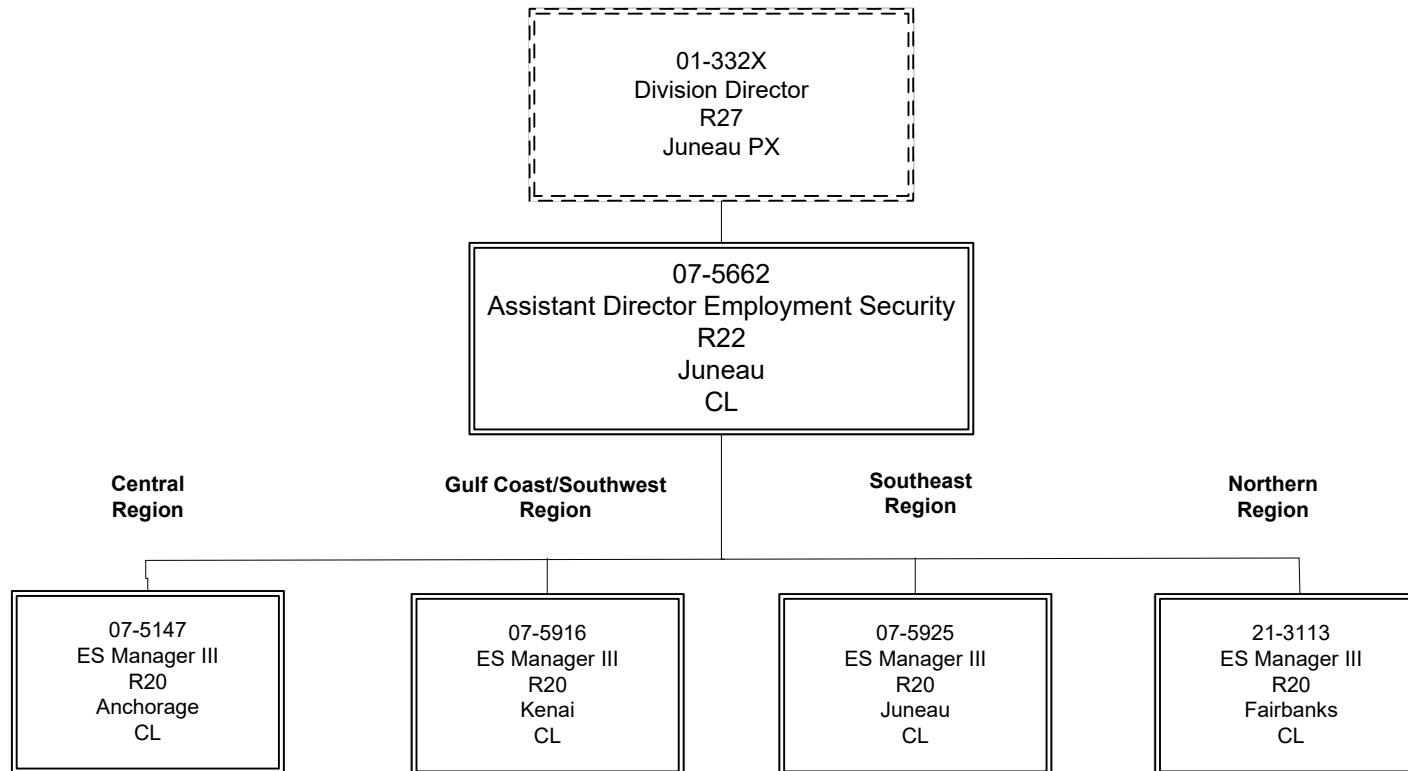 01-332X
Division Director
R27
Juneau PX
07-5662
Assistant Director Employment Security
R22
Juneau
CL
Central
Region
Gulf Coast/Southwest
Region
Southeast
Region
Northern
Region
07-5147
ES Manager III
R20
Anchorage
CL
07-5916
ES Manager III
R20
Kenai
CL
07-5925
ES Manager III
R20
Juneau
CL
21-3113
ES Manager III
R20
Fairbanks
CL